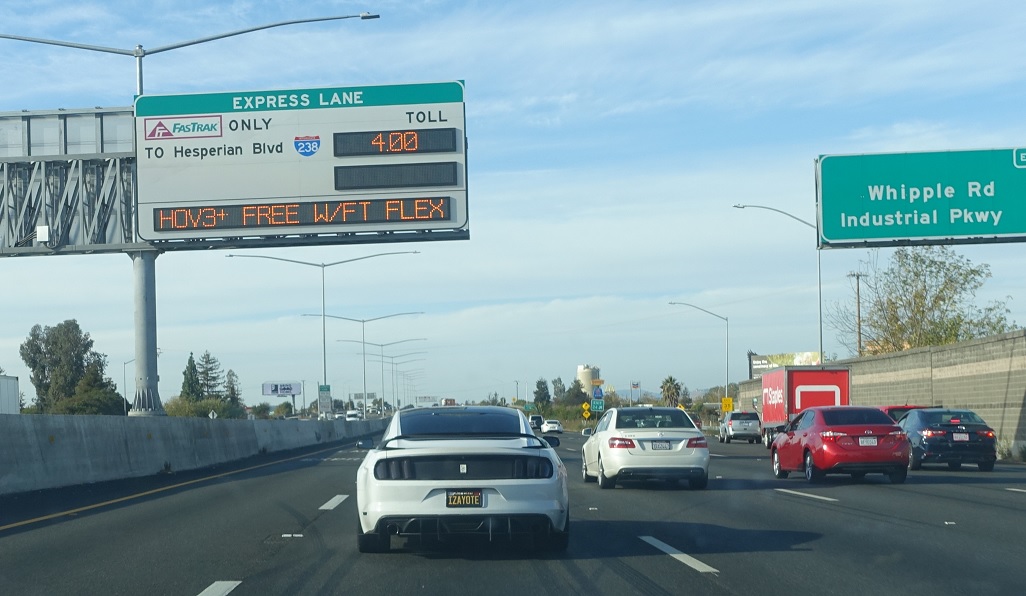 EXPRESS LANE
FASTRAK ONLY
TOLL
TO Hesperian Blvd 238
4.00
HOV3+ FREE W/FT FLEX
Whipple Rd
Industrial Pkwy
E
Staples
IZAYOTE